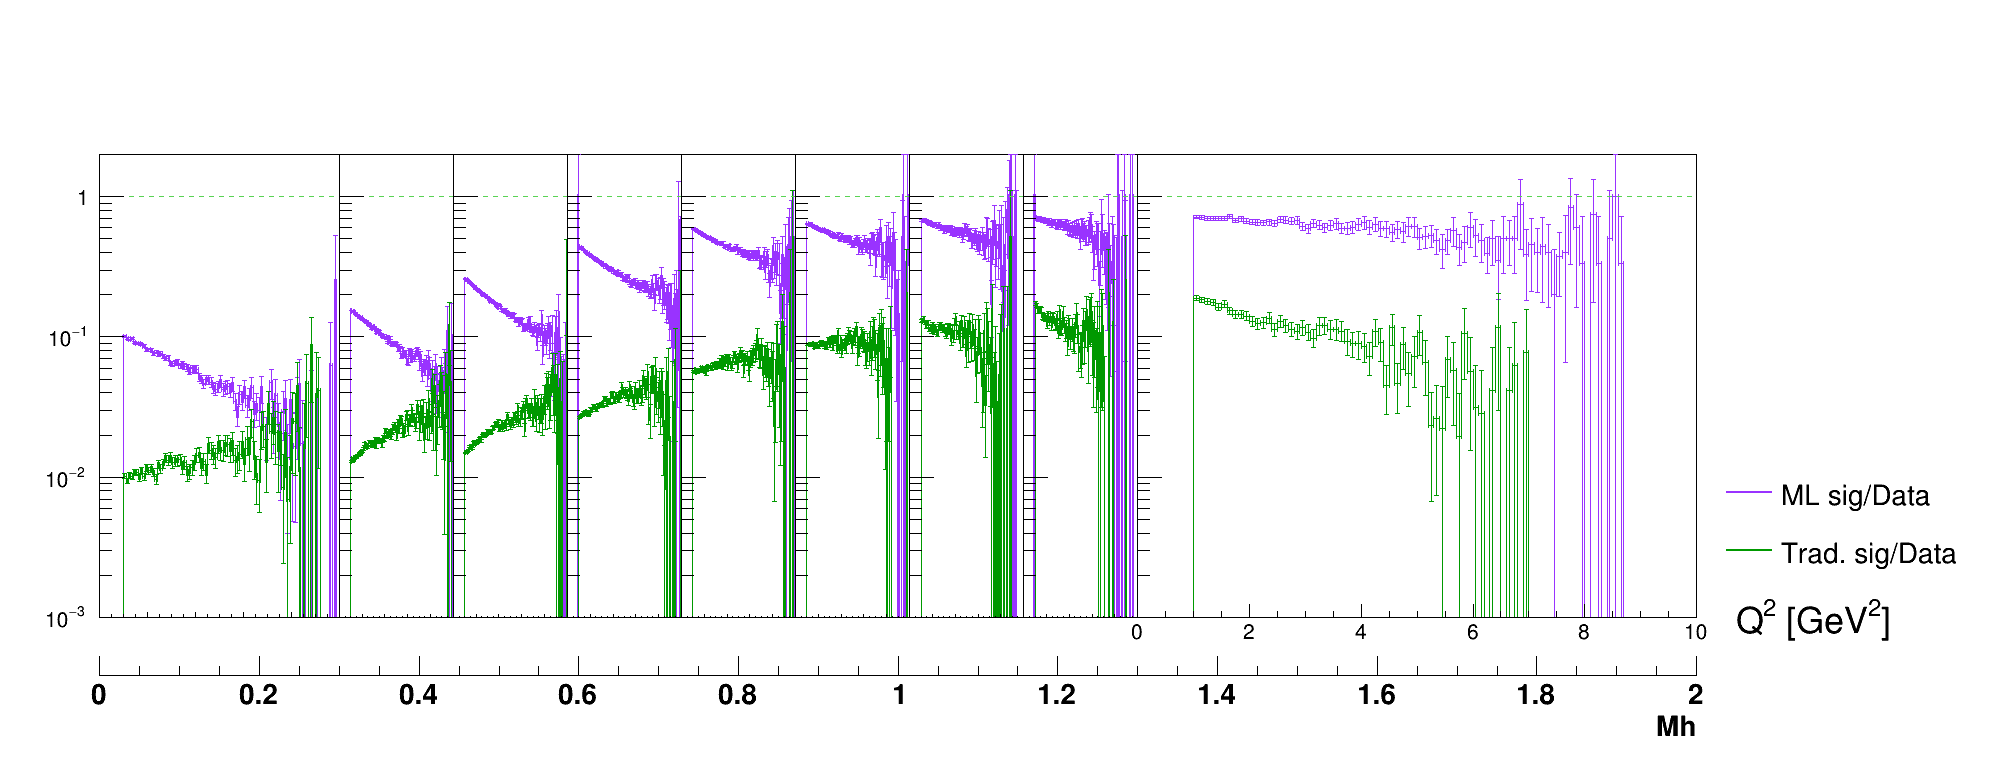 1
10⁻¹
10⁻²
10⁻³
ML sig/Data
Trad. sig/Data
0 2 4 6 8 10
Q² [GeV²]
0 0.2 0.4 0.6 0.8 1 1.2 1.4 1.6 1.8 2
Mh